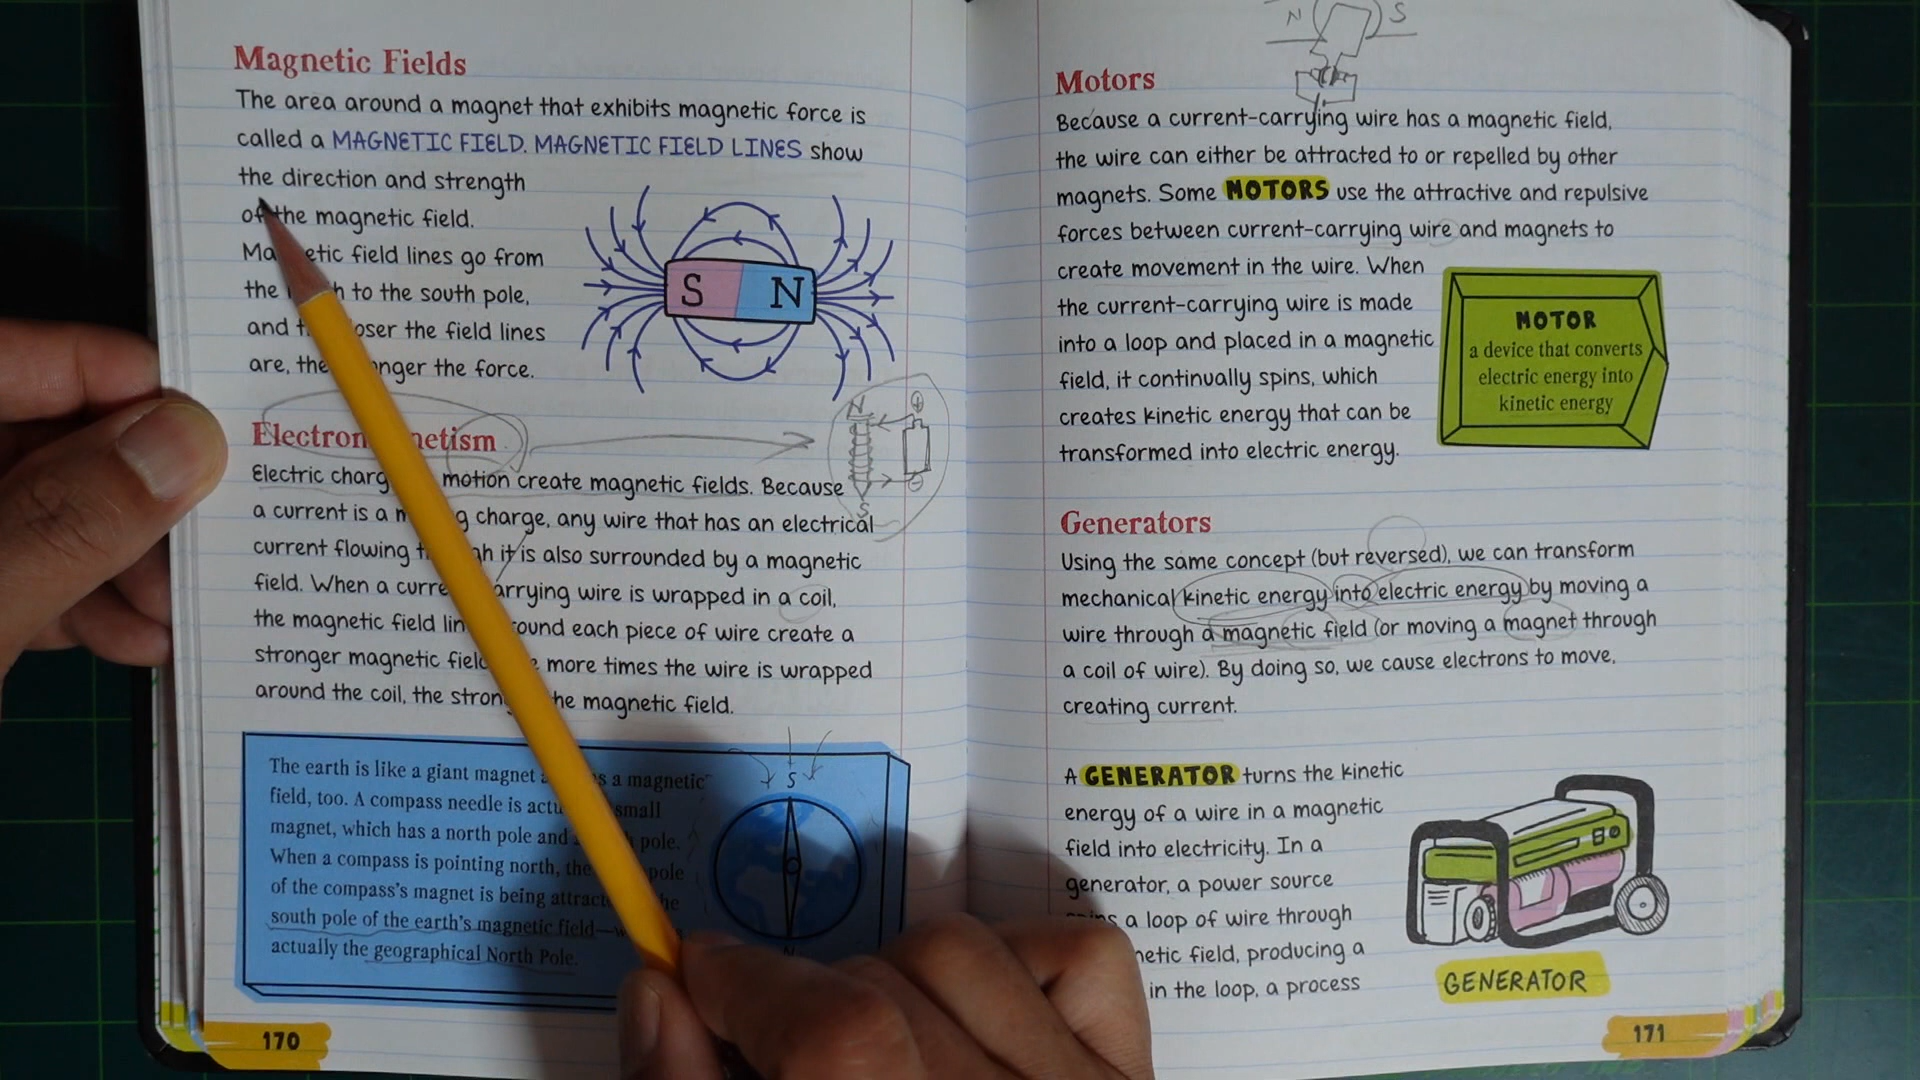 Magnetic Fields
The area around a magnet that exhibits magnetic force is
called a MAGNETIC FIELD. MAGNETIC FIELD LINES show
the direction and strength
of the magnetic field.
etic field lines go from
the to the south pole,
and oser the field lines
are, the nger the force.
S N
Electrom netism
N
S
Electric charg motion create magnetic fields. Because
a current is a m g charge, any wire that has an electrical
current flowing gh it is also surrounded by a magnetic
field. When a curre arrying wire is wrapped in a coil,
the magnetic field lin ound each piece of wire create a
stronger magnetic field more times the wire is wrapped
around the coil, the stron he magnetic field.
The earth is like a giant magnet s a magnetic
field, too. A compass needle is actu small
magnet, which has a north pole and pole.
When a compass is pointing north, the pole
of the compass's magnet is being attract he
south pole of the earth's magnetic field—
actually the geographical North Pole.
S
170
N S
Motors
Because a current-carrying wire has a magnetic field,
the wire can either be attracted to or repelled by other
magnets. Some MOTORS use the attractive and repulsive
forces between current-carrying wire and magnets to
create movement in the wire. When
the current-carrying wire is made
into a loop and placed in a magnetic
field, it continually spins, which
creates kinetic energy that can be
transformed into electric energy.
MOTOR
a device that converts
electric energy into
kinetic energy
Generators
Using the same concept (but reversed), we can transform
mechanical kinetic energy into electric energy by moving a
wire through a magnetic field (or moving a magnet through
a coil of wire). By doing so, we cause electrons to move,
creating current.
A GENERATOR turns the kinetic
energy of a wire in a magnetic
field into electricity. In a
generator, a power source
a loop of wire through
netic field, producing a
in the loop, a process
GENERATOR
171